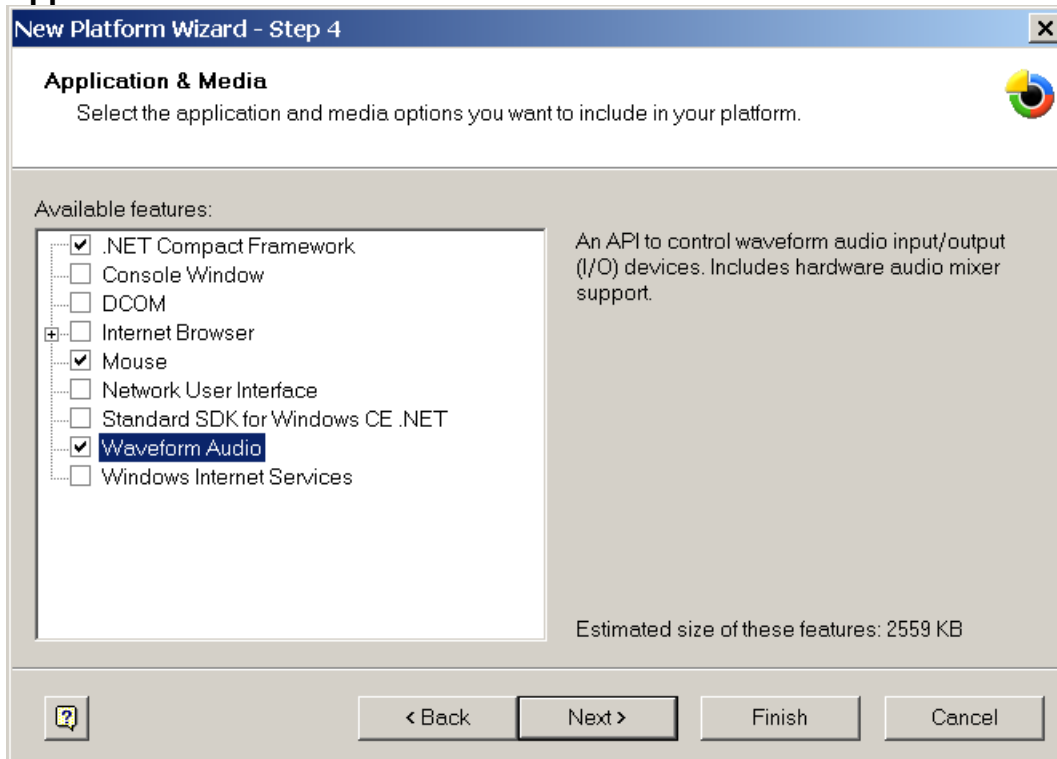 New Platform Wizard - Step 4
Application & Media
Select the application and media options you want to include in your platform.
Available features:
.NET Compact Framework
Console Window
DCOM
Internet Browser
Mouse
Network User Interface
Standard SDK for Windows CE .NET
Waveform Audio
Windows Internet Services
An API to control waveform audio input/output
(I/O) devices. Includes hardware audio mixer
support.
Estimated size of these features: 2559 KB
< Back
Next >
Finish
Cancel